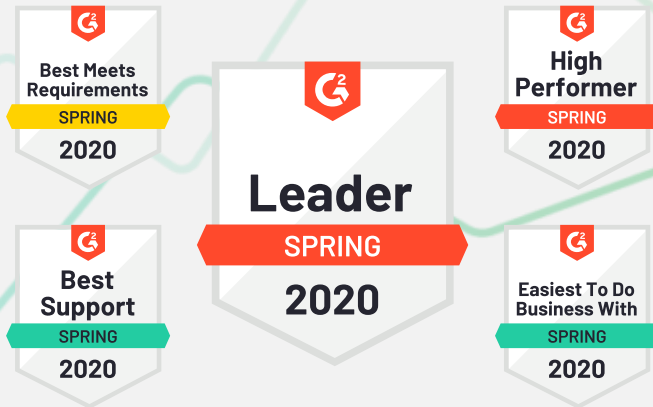 G2
Best Meets
Requirements
SPRING
2020
G2
Leader
SPRING
2020
G2
High
Performer
SPRING
2020
G2
Best
Support
SPRING
2020
G2
Easiest To Do
Business With
SPRING
2020